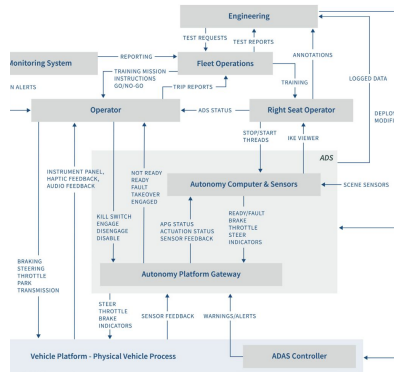 Engineering
TEST REQUESTS
TEST REPORTS
ANNOTATIONS
Monitoring System
REPORTING
Fleet Operations
LOGGED DATA
TRAINING MISSION
INSTRUCTIONS
GO/NO-GO
TRIP REPORTS
TRAINING
N ALERTS
Operator
ADS STATUS
Right Seat Operator
DEPLO
MODIFI
STOP/START
THREADS
IKE VIEWER
ADS
INSTRUMENT PANEL,
HAPTIC FEEDBACK,
AUDIO FEEDBACK
NOT READY
READY
FAULT
TAKEOVER
ENGAGED
Autonomy Computer & Sensors
SCENE SENSORS
KILL SWITCH
ENGAGE
DISENGAGE
DISABLE
APG STATUS
ACTUATION STATUS
SENSOR FEEDBACK
READY/FAULT
BRAKE
THROTTLE
STEER
INDICATORS
BRAKING
STEERING
THROTTLE
PARK
TRANSMISSION
Autonomy Platform Gateway
STEER
THROTTLE
BRAKE
INDICATORS
SENSOR FEEDBACK
WARNINGS/ALERTS
Vehicle Platform - Physical Vehicle Process
ADAS Controller